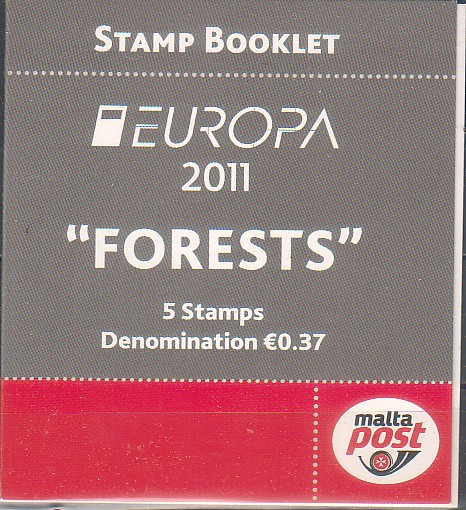 STAMP BOOKLET
EUROPA
2011
“FORESTS”
5 Stamps
Denomination €0.37
malta
post